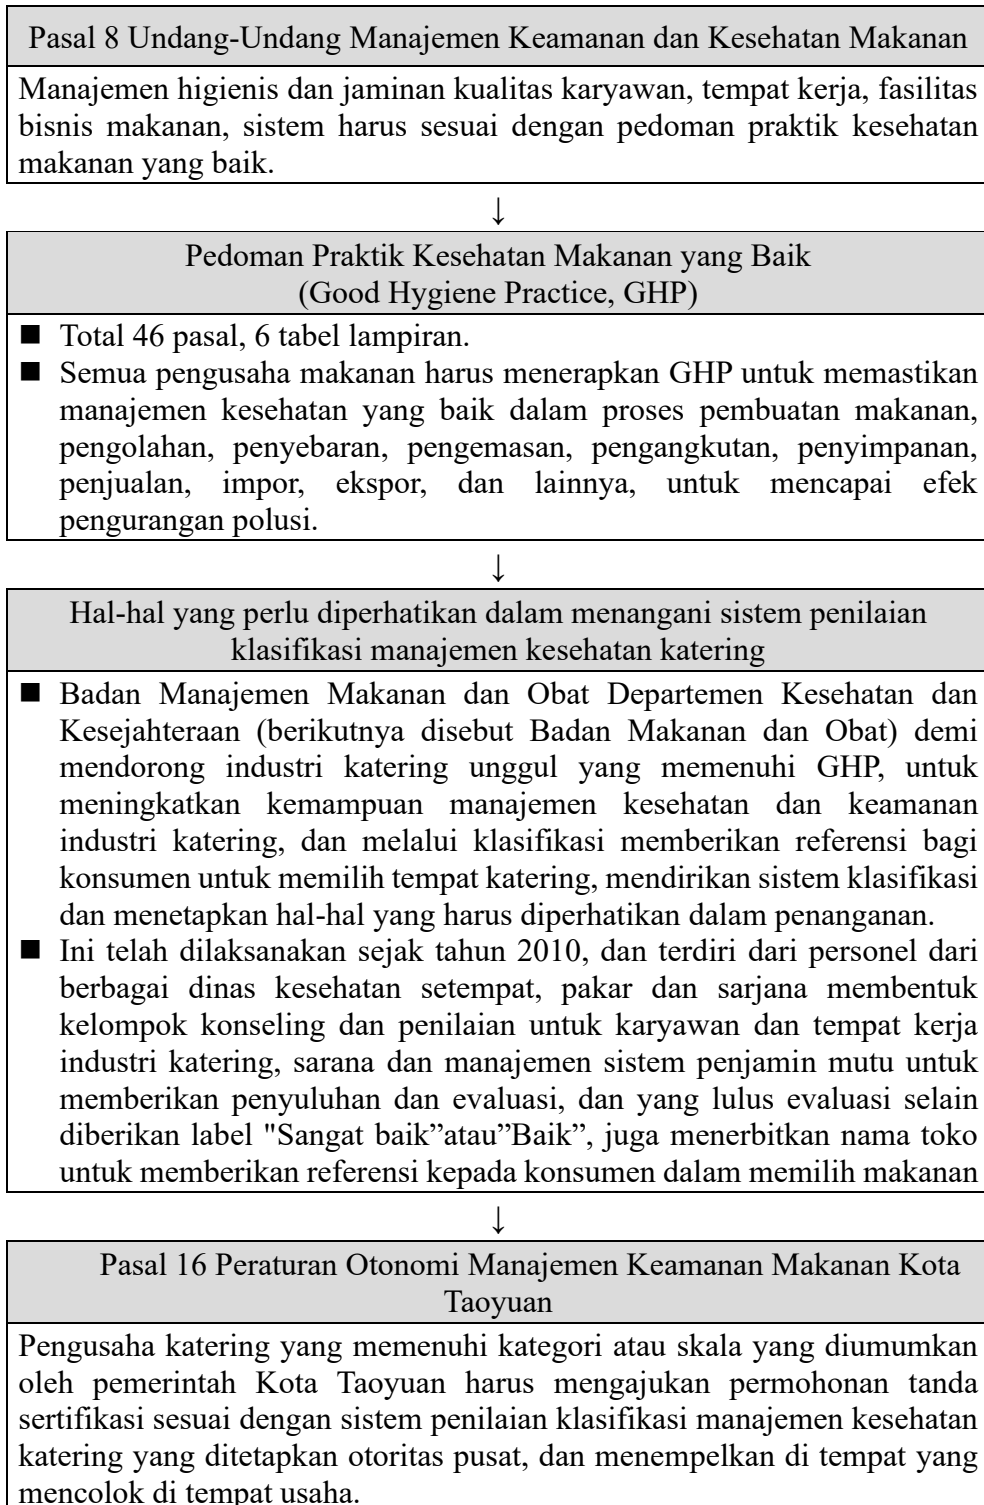 Pasal 8 Undang-Undang Manajemen Keamanan dan Kesehatan Makanan
Manajemen higienis dan jaminan kualitas karyawan, tempat kerja, fasilitas
bisnis makanan, sistem harus sesuai dengan pedoman praktik kesehatan
makanan yang baik.
↓
Pedoman Praktik Kesehatan Makanan yang Baik
(Good Hygiene Practice, GHP)
■ Total 46 pasal, 6 tabel lampiran.
■ Semua pengusaha makanan harus menerapkan GHP untuk memastikan
manajemen kesehatan yang baik dalam proses pembuatan makanan,
pengolahan, penyebaran, pengemasan, pengangkutan, penyimpanan,
penjualan, impor, ekspor, dan lainnya, untuk mencapai efek
pengurangan polusi.
↓
Hal-hal yang perlu diperhatikan dalam menangani sistem penilaian
klasifikasi manajemen kesehatan katering
■ Badan Manajemen Makanan dan Obat Departemen Kesehatan dan
Kesejahteraan (berikutnya disebut Badan Makanan dan Obat) demi
mendorong industri katering unggul yang memenuhi GHP, untuk
meningkatkan kemampuan manajemen kesehatan dan keamanan
industri katering, dan melalui klasifikasi memberikan referensi bagi
konsumen untuk memilih tempat katering, mendirikan sistem klasifikasi
dan menetapkan hal-hal yang harus diperhatikan dalam penanganan.
■ Ini telah dilaksanakan sejak tahun 2010, dan terdiri dari personel dari
berbagai dinas kesehatan setempat, pakar dan sarjana membentuk
kelompok konseling dan penilaian untuk karyawan dan tempat kerja
industri katering, sarana dan manajemen sistem penjamin mutu untuk
memberikan penyuluhan dan evaluasi, dan yang lulus evaluasi selain
diberikan label "Sangat baik”atau”Baik”, juga menerbitkan nama toko
untuk memberikan referensi kepada konsumen dalam memilih makanan
↓
Pasal 16 Peraturan Otonomi Manajemen Keamanan Makanan Kota
Taoyuan
Pengusaha katering yang memenuhi kategori atau skala yang diumumkan
oleh pemerintah Kota Taoyuan harus mengajukan permohonan tanda
sertifikasi sesuai dengan sistem penilaian klasifikasi manajemen kesehatan
katering yang ditetapkan otoritas pusat, dan menempelkan di tempat yang
mencolok di tempat usaha.